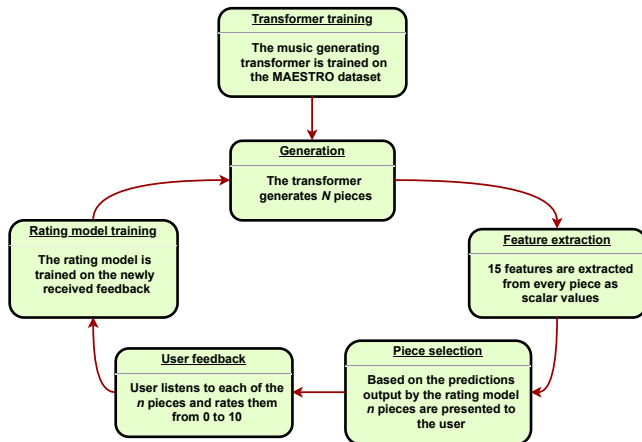 Transformer training
The music generating
transformer is trained on
the MAESTRO dataset
Generation
The transformer
generates N pieces
Feature extraction
15 features are extracted
from every piece as
scalar values
Piece selection
Based on the predictions
output by the rating model
n pieces are presented to
the user
User feedback
User listens to each of the
n pieces and rates them
from 0 to 10
Rating model training
The rating model is
trained on the newly
received feedback